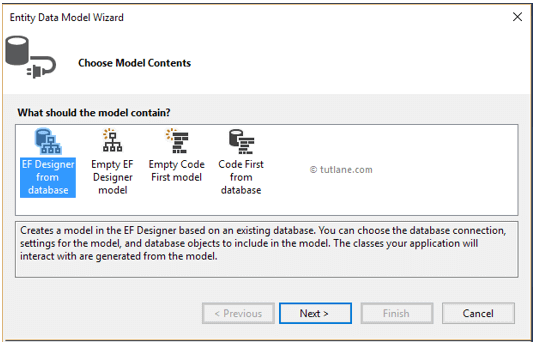 Entity Data Model Wizard
Choose Model Contents
What should the model contain?
EF Designer
from
database
Empty EF
Designer
model
Empty Code
First model
Code First
from
database
© tutlane.com
Creates a model in the EF Designer based on an existing database. You can choose the database connection,
settings for the model, and database objects to include in the model. The classes your application will
interact with are generated from the model.
< Previous
Next >
Finish
Cancel